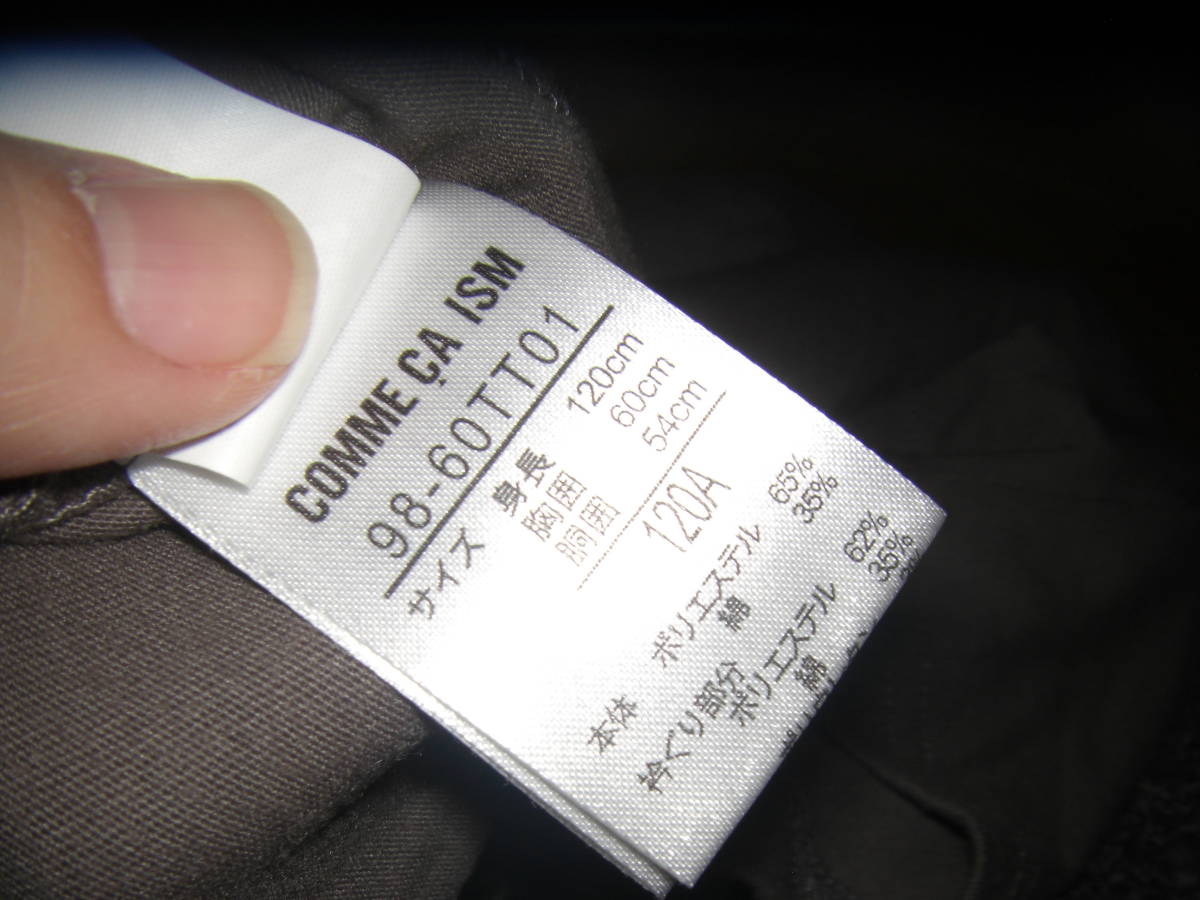 COMME ÇA ISM
98-60TT01
サイズ
身長 120cm
胸囲 60cm
胴囲 54cm
120A
本体
ポリエステル 65%
綿 35%
衿ぐり部分
ポリエステル 62%
綿 35%